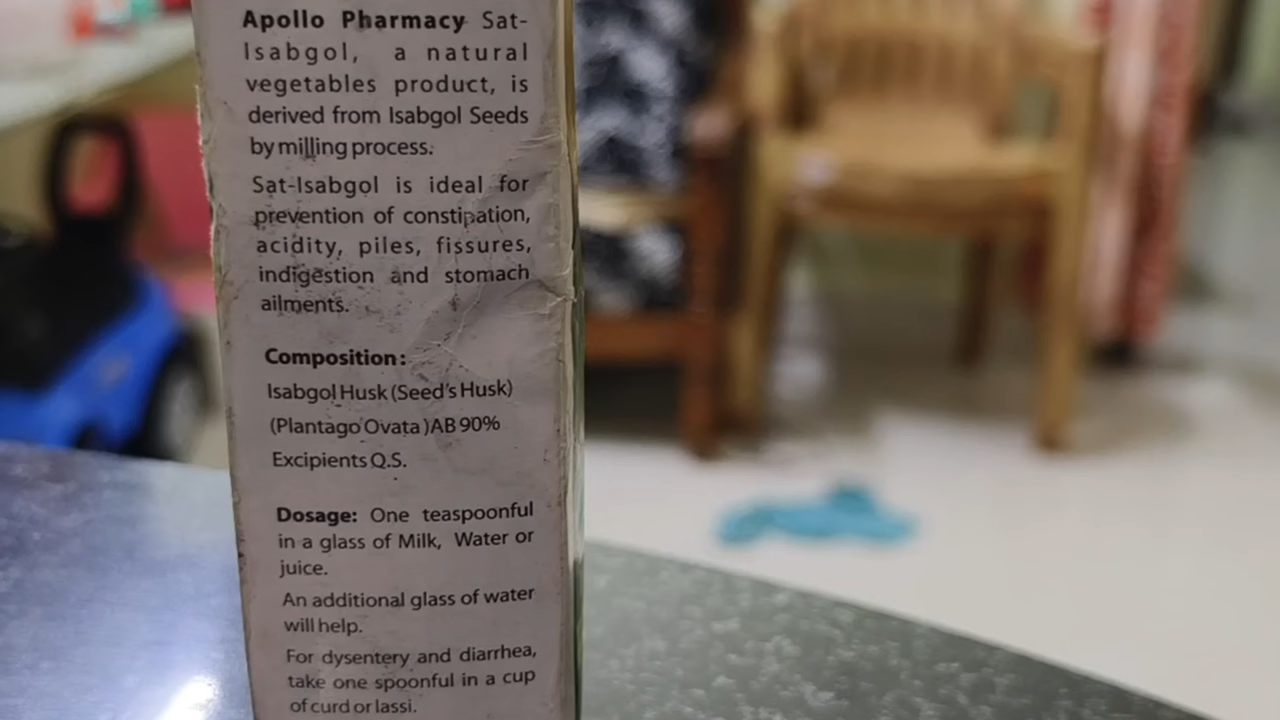 Apollo Pharmacy Sat-
Isabgol, a natural
vegetables product, is
derived from Isabgol Seeds
by milling process.
Sat-Isabgol is ideal for
prevention of constipation,
acidity, piles, fissures,
indigestion and stomach
ailments.
Composition:
Isabgol Husk (Seed's Husk)
(Plantago Ovata )AB 90%
Excipients Q.S.
Dosage: One teaspoonful
in a glass of Milk, Water or
juice.
An additional glass of water
will help.
For dysentery and diarrhea,
take one spoonful in a cup
of curd or lassi.